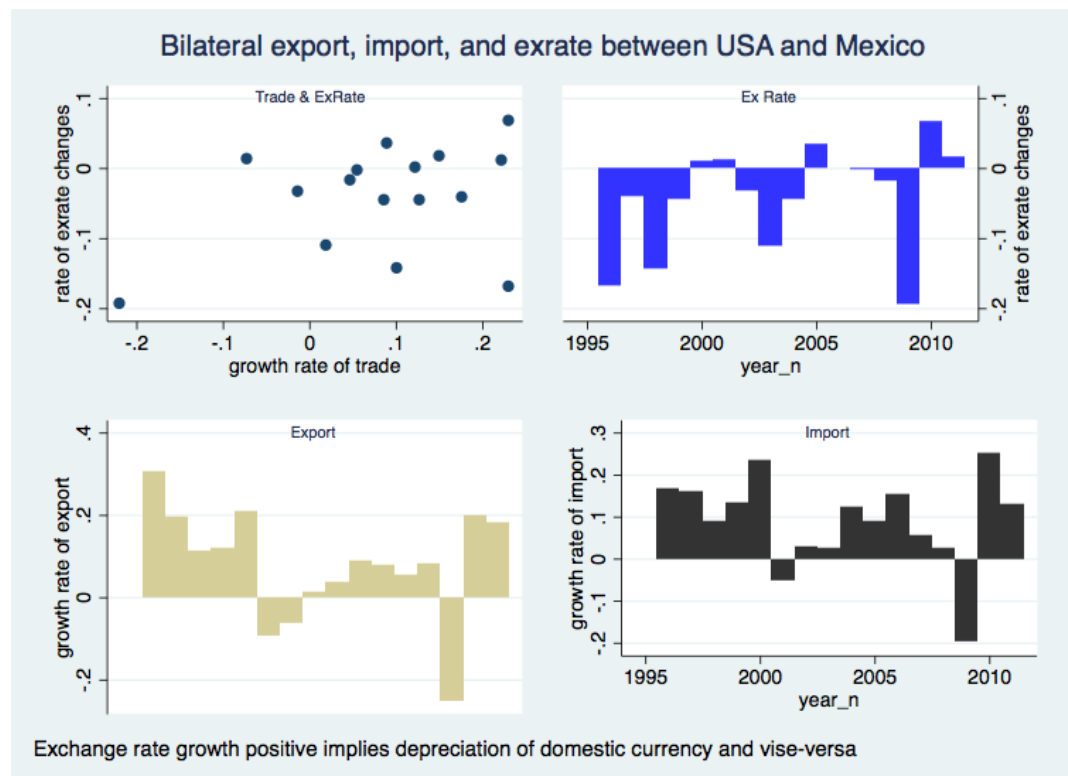 Bilateral export, import, and exrate between USA and Mexico
Trade & ExRate
rate of exrate changes
.1
0
-.1
-.2
-.2 -.1 0 .1 .2
growth rate of trade
Ex Rate
.1
0
-.1
-.2
rate of exrate changes
1995 2000 2005 2010
year_n
Export
growth rate of export
.4
.2
0
-.2
Import
growth rate of import
.3
.2
.1
0
-.1
-.2
1995 2000 2005 2010
year_n
Exchange rate growth positive implies depreciation of domestic currency and vise-versa